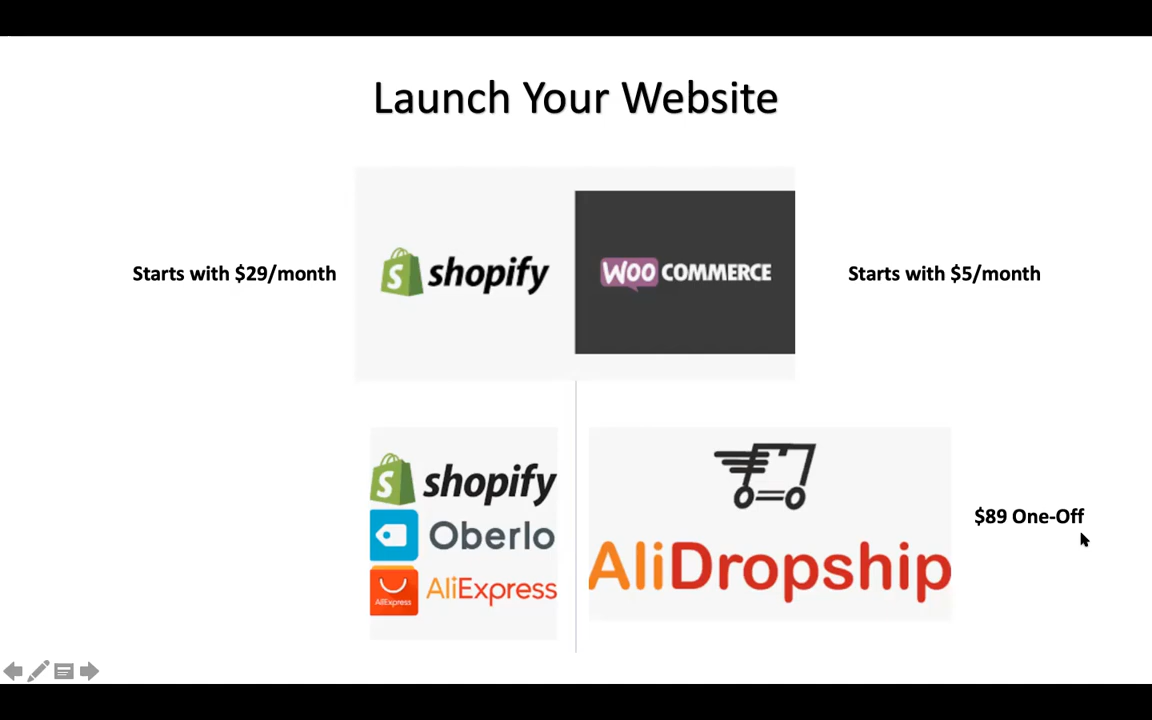 Launch Your Website
Starts with $29/month
S shopify
WOO COMMERCE
Starts with $5/month
S shopify
Oberlo
AliExpress AliExpress
AliDropship
$89 One-Off